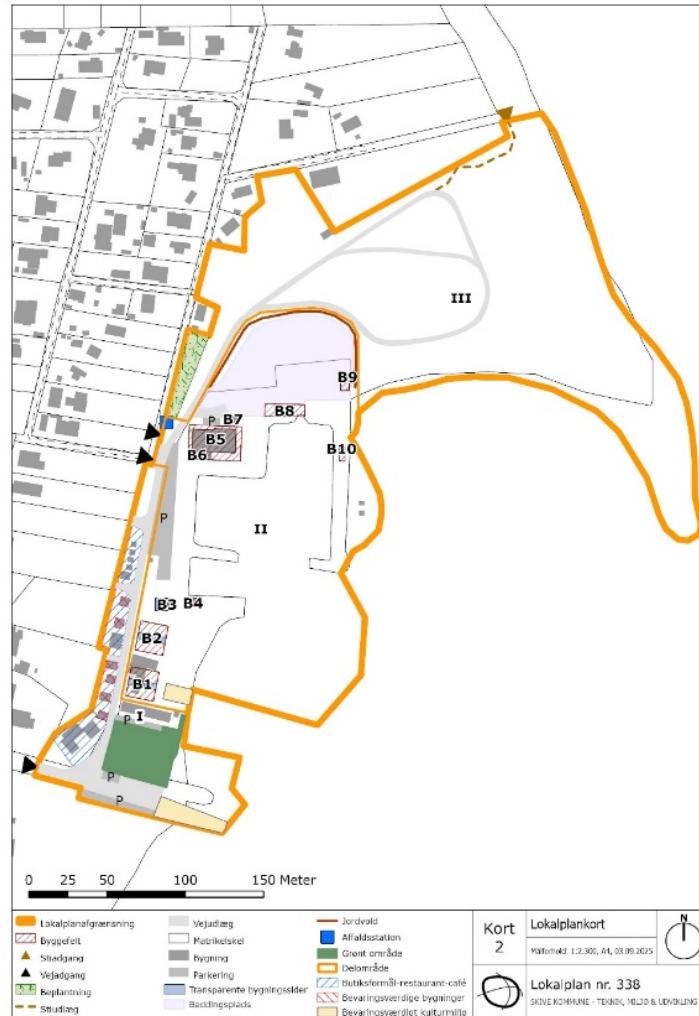 III
B9
B8
B7
P
B5
B6
B10
P
II
B3 B4
B2
B1
I
P
P
P
0 25 50 100 150 Meter
Lokalplanafgrænsning
Byggefelt
Stiadgang
Vejadgang
Beplantning
Stiudlæg
Vejudlæg
Matrikelskel
Bygning
Parkering
Transparente bygningssider
Beddingsplads
Jordvold
Affaldsstation
Grønt område
Delområde
Butiksformål-restaurant-café
Bevaringsværdige bygninger
Bevaringsværdigt kulturmiljø
Kort
2
Lokalplankort
Målforhold: 1:2.300, A4, 03.09.2025
N
Lokalplan nr. 338
SKIVE KOMMUNE - TEKNIK, MILJØ & UDVIKLING